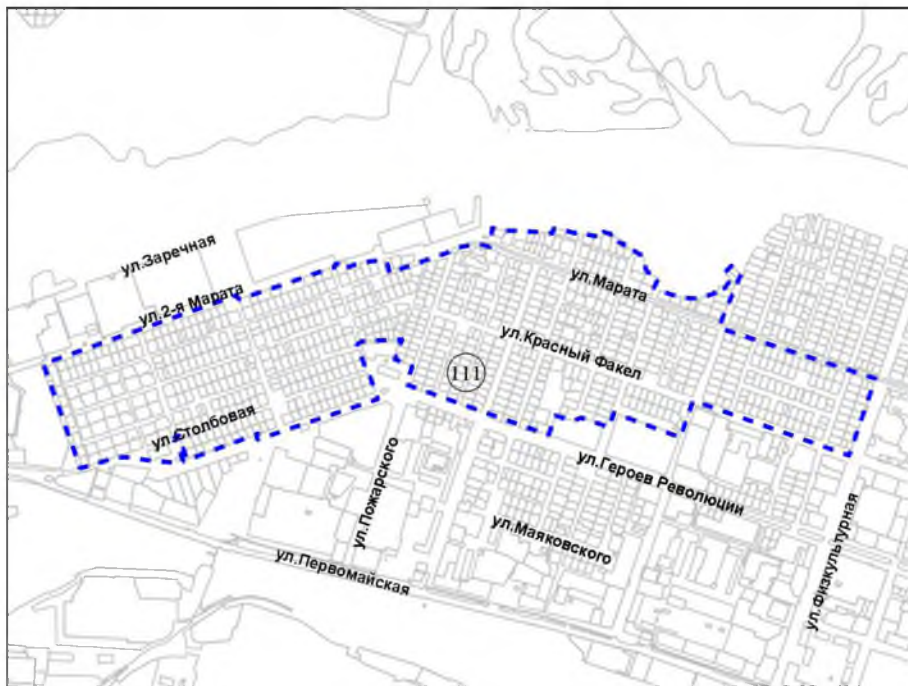 ул.Заречная
ул.2-я Марата
ул.Марата
ул.Красный Факел
111
ул.Столбовая
ул.Пожарского
ул.Героев Революции
ул.Маяковского
ул.Первомайская
ул.Физкультурная